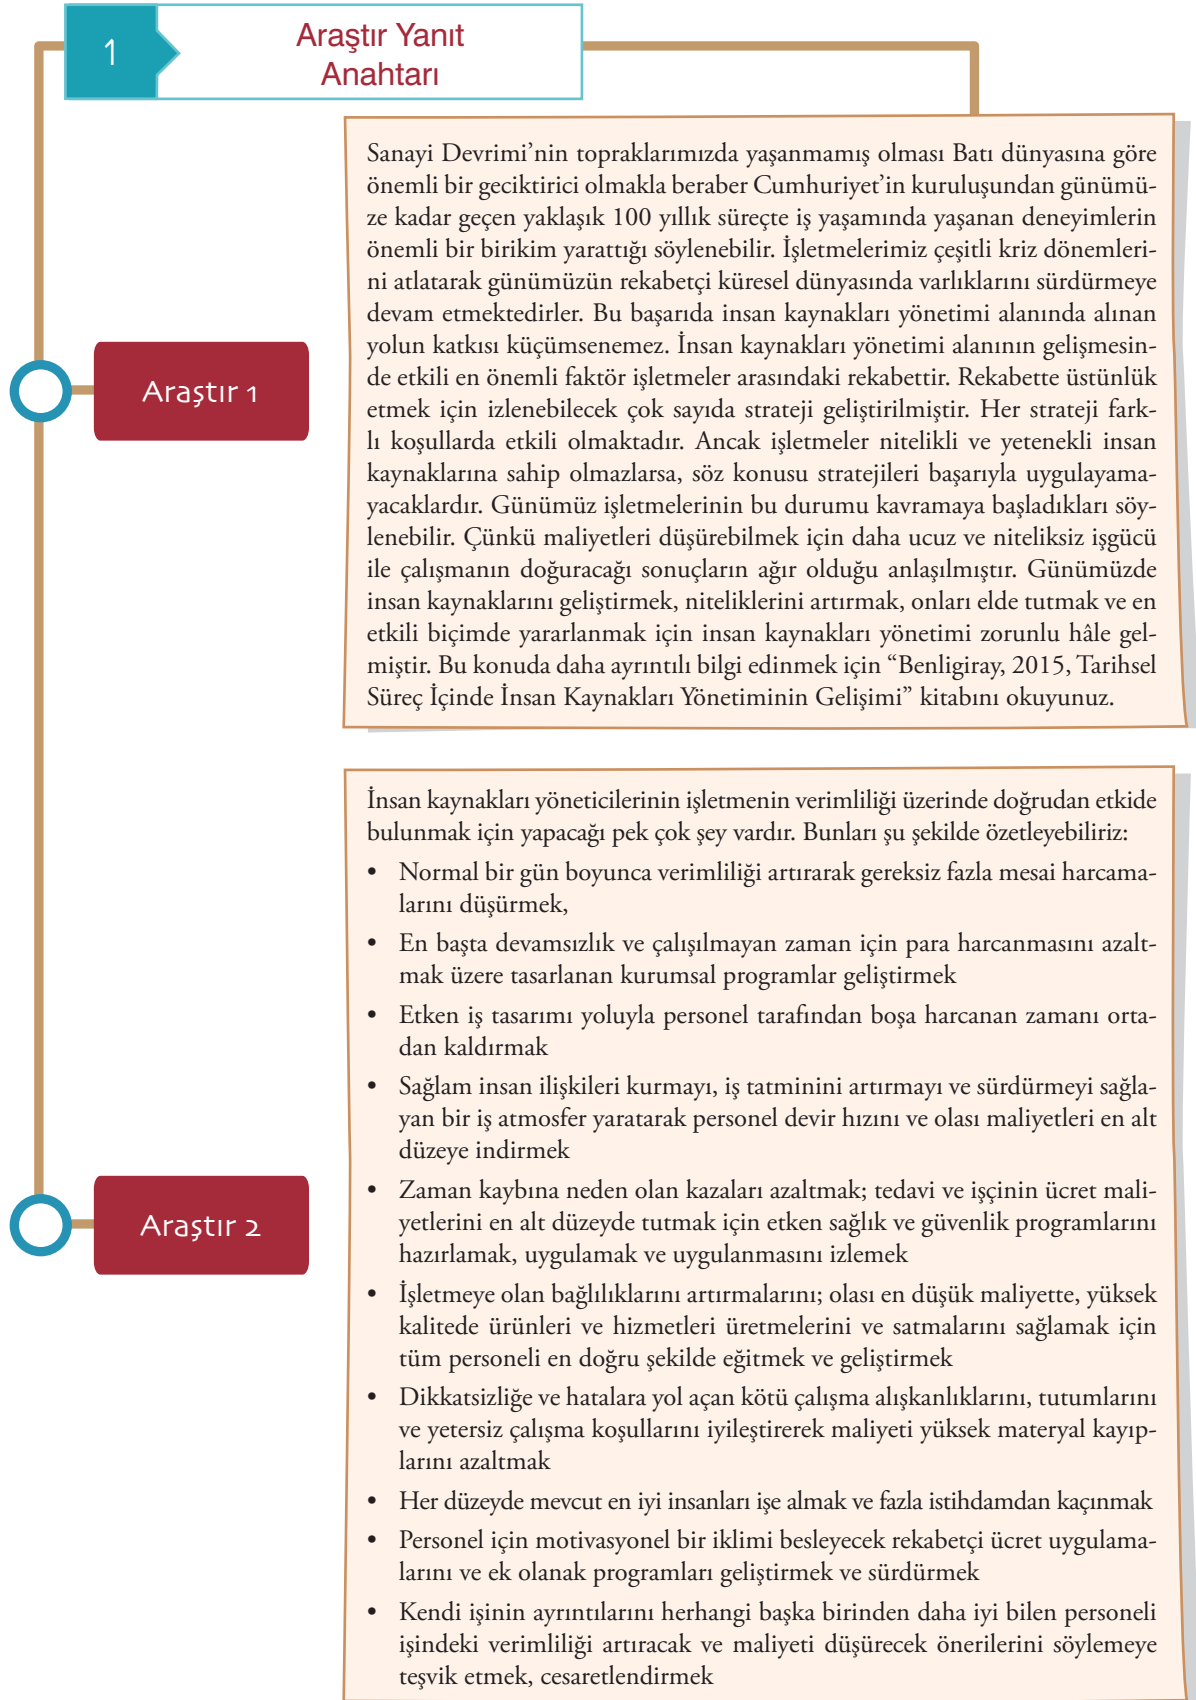 1
Araştır Yanıt
Anahtarı
Araştır 1
Sanayi Devrimi’nin topraklarımızda yaşanmamış olması Batı dünyasına göre
önemli bir geciktirici olmakla beraber Cumhuriyet’in kuruluşundan günümü-
ze kadar geçen yaklaşık 100 yıllık süreçte iş yaşamında yaşanan deneyimlerin
önemli bir birikim yarattığı söylenebilir. İşletmelerimiz çeşitli kriz dönemleri-
ni atlatarak günümüzün rekabetçi küresel dünyasında varlıklarını sürdürmeye
devam etmektedirler. Bu başarıda insan kaynakları yönetimi alanında alınan
yolun katkısı küçümsenemez. İnsan kaynakları yönetimi alanının gelişmesin-
de etkili en önemli faktör işletmeler arasındaki rekabettir. Rekabette üstünlük
etmek için izlenebilecek çok sayıda strateji geliştirilmiştir. Her strateji fark-
lı koşullarda etkili olmaktadır. Ancak işletmeler nitelikli ve yetenekli insan
kaynaklarına sahip olmazlarsa, söz konusu stratejileri başarıyla uygulayama-
yacaklardır. Günümüz işletmelerinin bu durumu kavramaya başladıkları söy-
lenebilir. Çünkü maliyetleri düşürebilmek için daha ucuz ve niteliksiz işgücü
ile çalışmanın doğuracağı sonuçların ağır olduğu anlaşılmıştır. Günümüzde
insan kaynaklarını geliştirmek, niteliklerini artırmak, onları elde tutmak ve en
etkili biçimde yararlanmak için insan kaynakları yönetimi zorunlu hâle gel-
miştir. Bu konuda daha ayrıntılı bilgi edinmek için “Benligiray, 2015, Tarihsel
Süreç İçinde İnsan Kaynakları Yönetiminin Gelişimi” kitabını okuyunuz.
Araştır 2
İnsan kaynakları yöneticilerinin işletmenin verimliliği üzerinde doğrudan etkide
bulunmak için yapacağı pek çok şey vardır. Bunları şu şekilde özetleyebiliriz:
• Normal bir gün boyunca verimliliği artırarak gereksiz fazla mesai harcama-
larını düşürmek,
• En başta devamsızlık ve çalışılmayan zaman için para harcanmasını azalt-
mak üzere tasarlanan kurumsal programlar geliştirmek
• Etken iş tasarımı yoluyla personel tarafından boşa harcanan zamanı orta-
dan kaldırmak
• Sağlam insan ilişkileri kurmayı, iş tatminini artırmayı ve sürdürmeyi sağla-
yan bir iş atmosfer yaratarak personel devir hızını ve olası maliyetleri en alt
düzeye indirmek
• Zaman kaybına neden olan kazaları azaltmak; tedavi ve işçinin ücret mali-
yetlerini en alt düzeyde tutmak için etken sağlık ve güvenlik programlarını
hazırlamak, uygulamak ve uygulanmasını izlemek
• İşletmeye olan bağlılıklarını artırmalarını; olası en düşük maliyette, yüksek
kalitede ürünleri ve hizmetleri üretmelerini ve satmalarını sağlamak için
tüm personeli en doğru şekilde eğitmek ve geliştirmek
• Dikkatsizliğe ve hatalara yol açan kötü çalışma alışkanlıklarını, tutumlarını
ve yetersiz çalışma koşullarını iyileştirerek maliyeti yüksek materyal kayıp-
larını azaltmak
• Her düzeyde mevcut en iyi insanları işe almak ve fazla istihdamdan kaçınmak
• Personel için motivasyonel bir iklimi besleyecek rekabetçi ücret uygulama-
larını ve ek olanak programları geliştirmek ve sürdürmek
• Kendi işinin ayrıntılarını herhangi başka birinden daha iyi bilen personeli
işindeki verimliliği artıracak ve maliyeti düşürecek önerilerini söylemeye
teşvik etmek, cesaretlendirmek